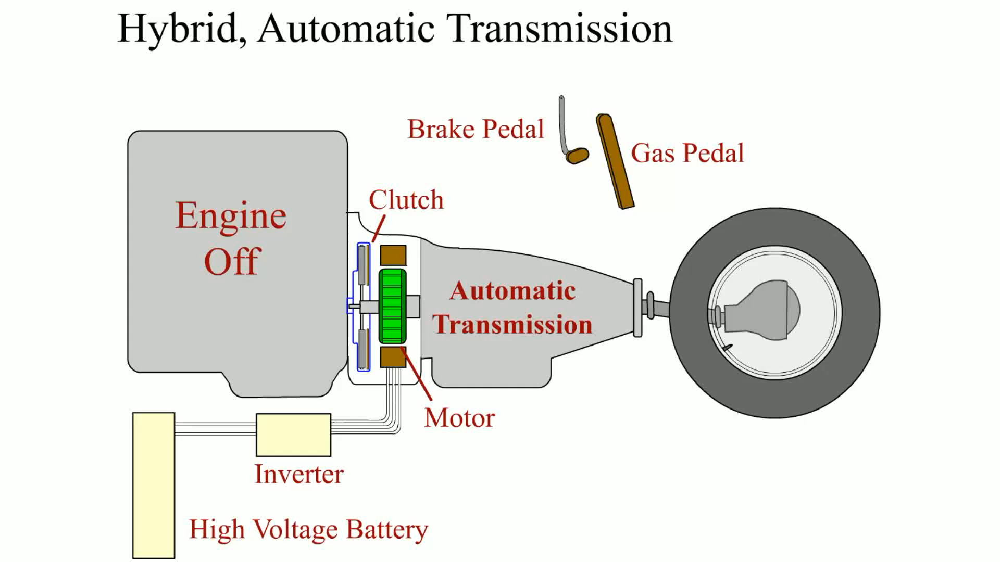 Hybrid, Automatic Transmission
Brake Pedal
Gas Pedal
Clutch
Engine
Off
Automatic
Transmission
Motor
Inverter
High Voltage Battery